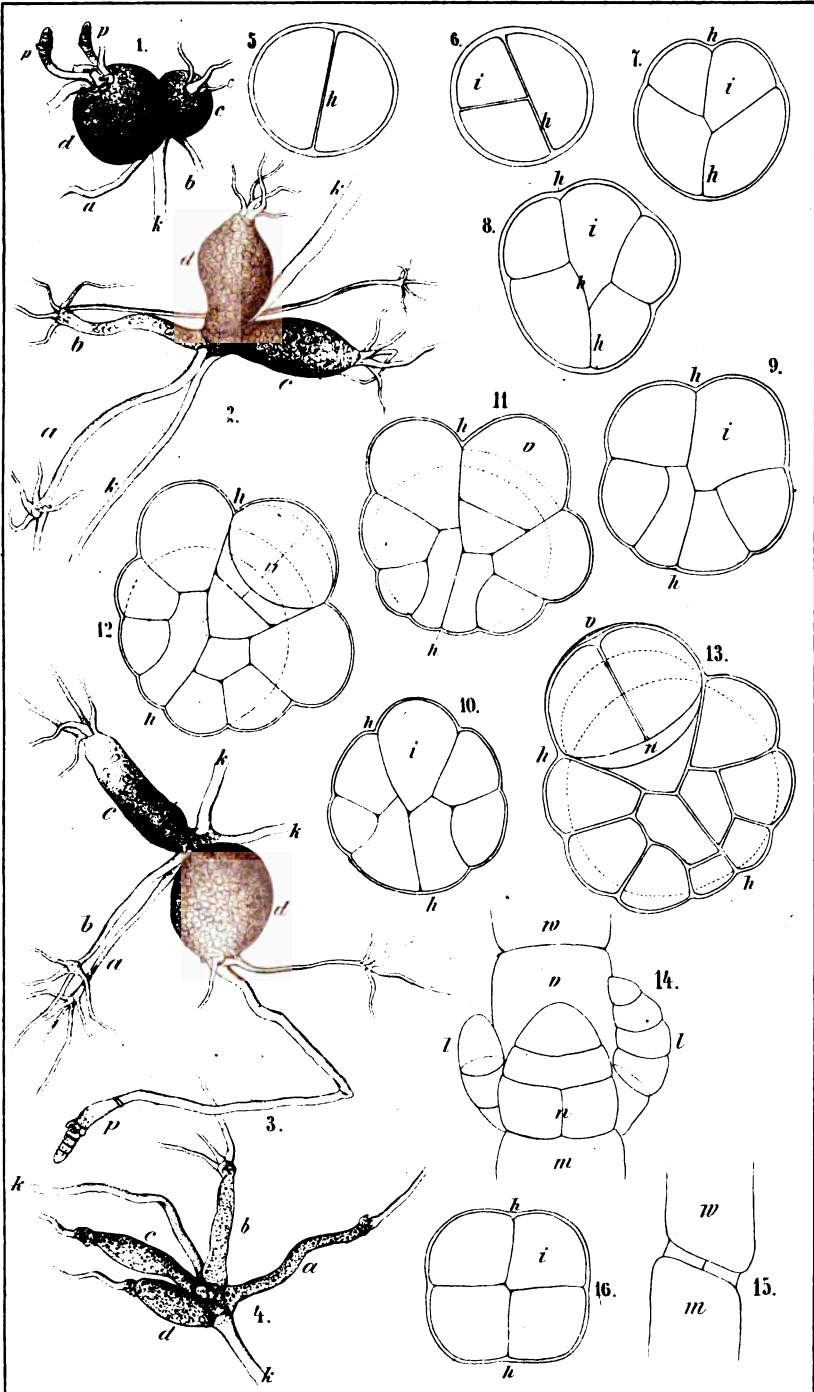 p p 1. c d a b k
5 h
6. i h
7. h i h
d k b c 2. a k
8. h i h h
9. h i h
11 h v h
12 h n h
10. h i h
13. v n h h
k c k d b a p 3.
w v 14. l l n m
k c b a d 4. k
h i 16. h
w 15. m